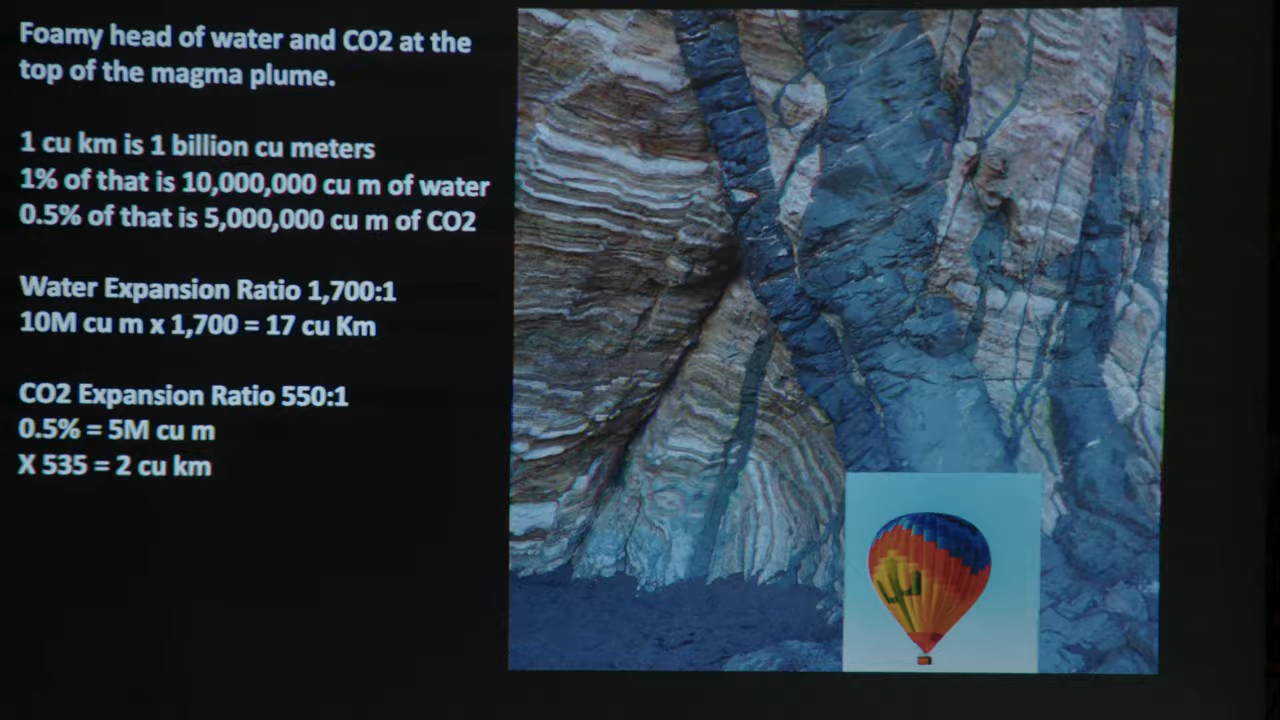 Foamy head of water and CO2 at the
top of the magma plume.
1 cu km is 1 billion cu meters
1% of that is 10,000,000 cu m of water
0.5% of that is 5,000,000 cu m of CO2
Water Expansion Ratio 1,700:1
10M cu m x 1,700 = 17 cu Km
CO2 Expansion Ratio 550:1
0.5% = 5M cu m
X 535 = 2 cu km